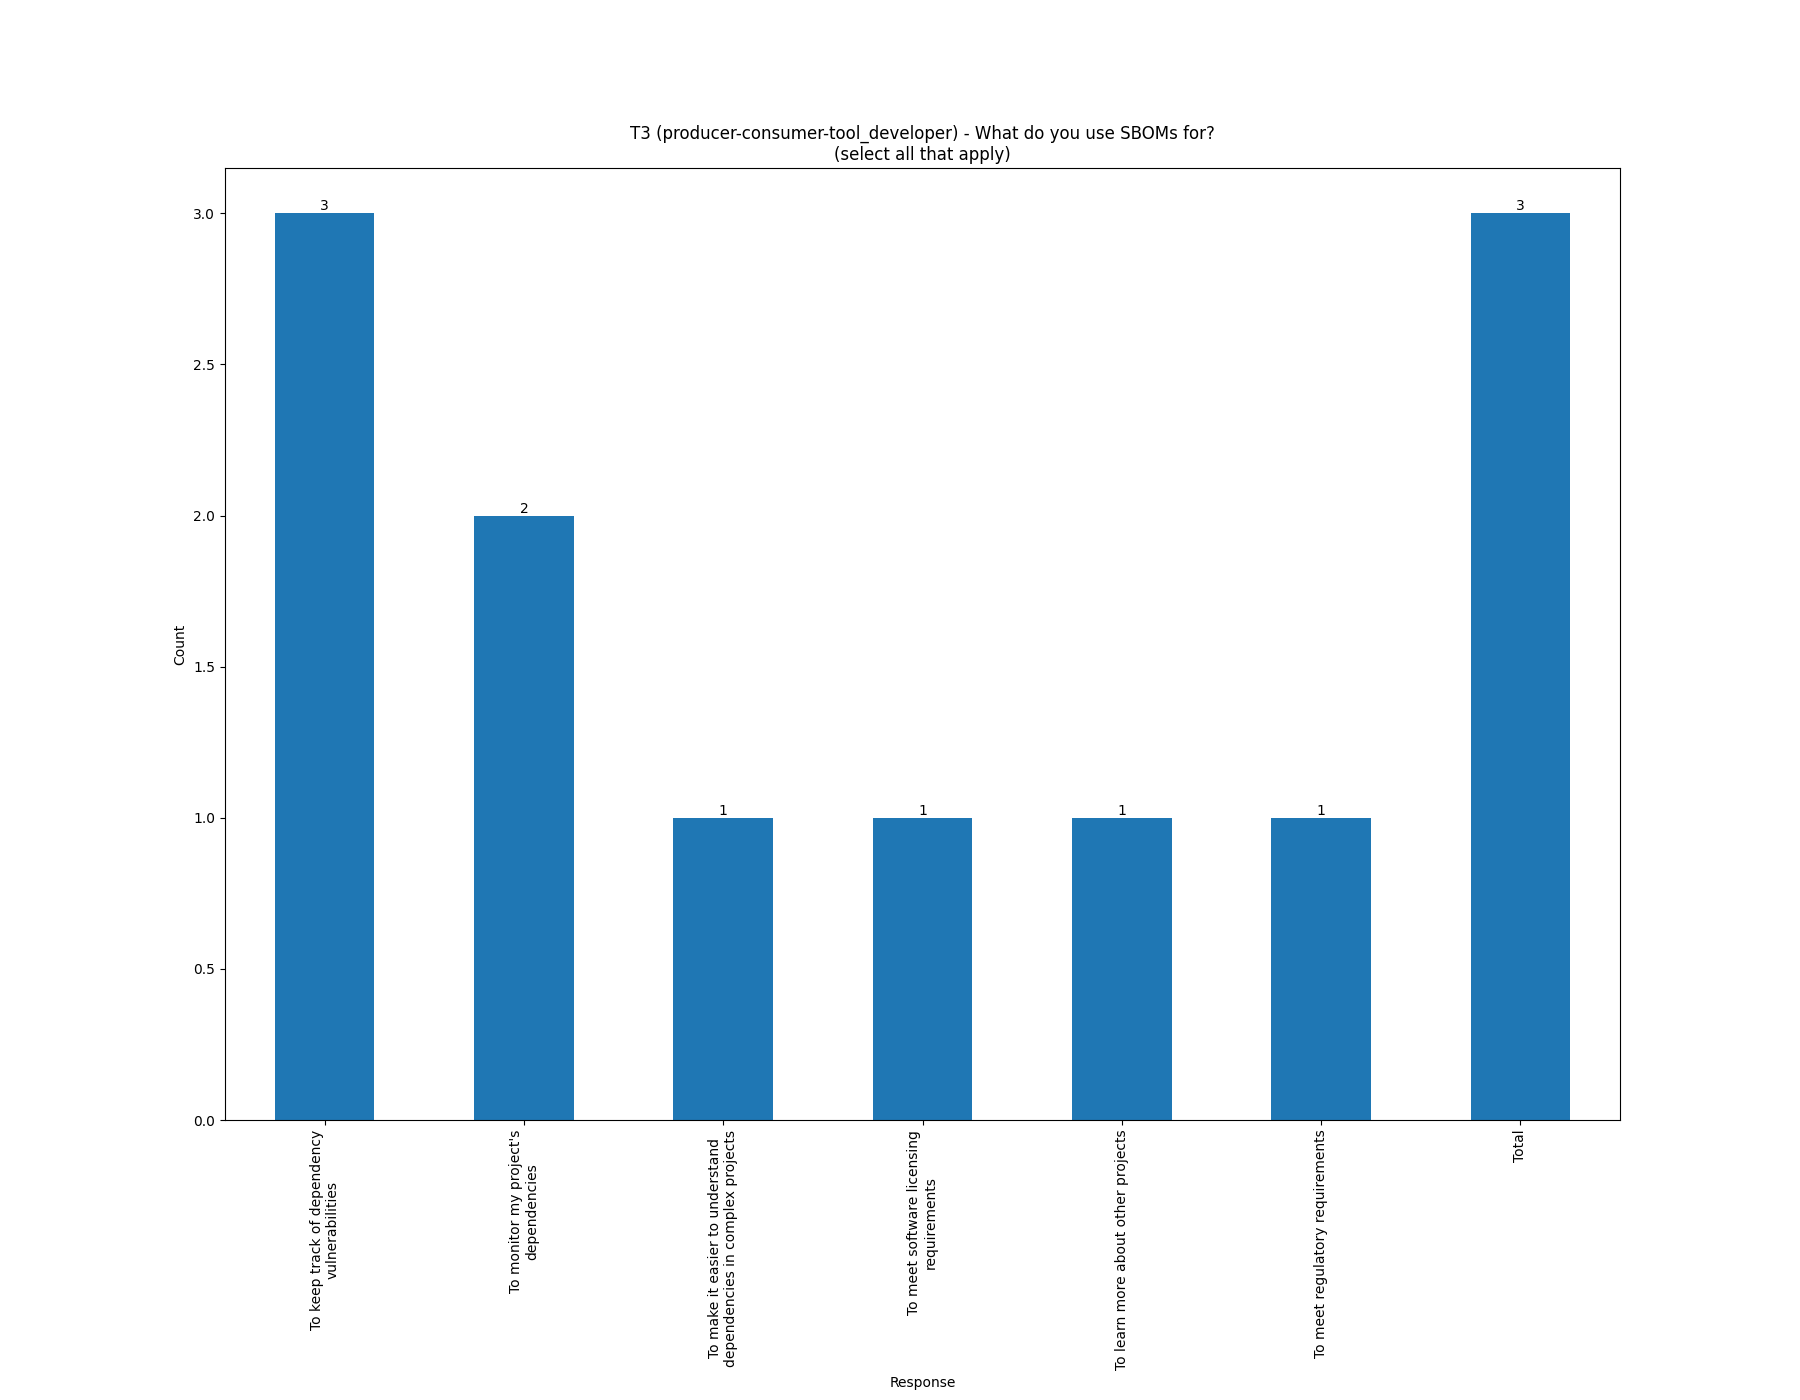 T3 (producer-consumer-tool_developer) - What do you use SBOMs for?
(select all that apply)
3
3
3.0
2.5
2
2.0
Count
1.5
1
1
1
1
1.0
0.5
0.0
To keep track of dependency
vulnerabilities
To monitor my project's
dependencies
To make it easier to understand
dependencies in complex projects
To meet software licensing
requirements
To learn more about other projects
To meet regulatory requirements
Total
Response